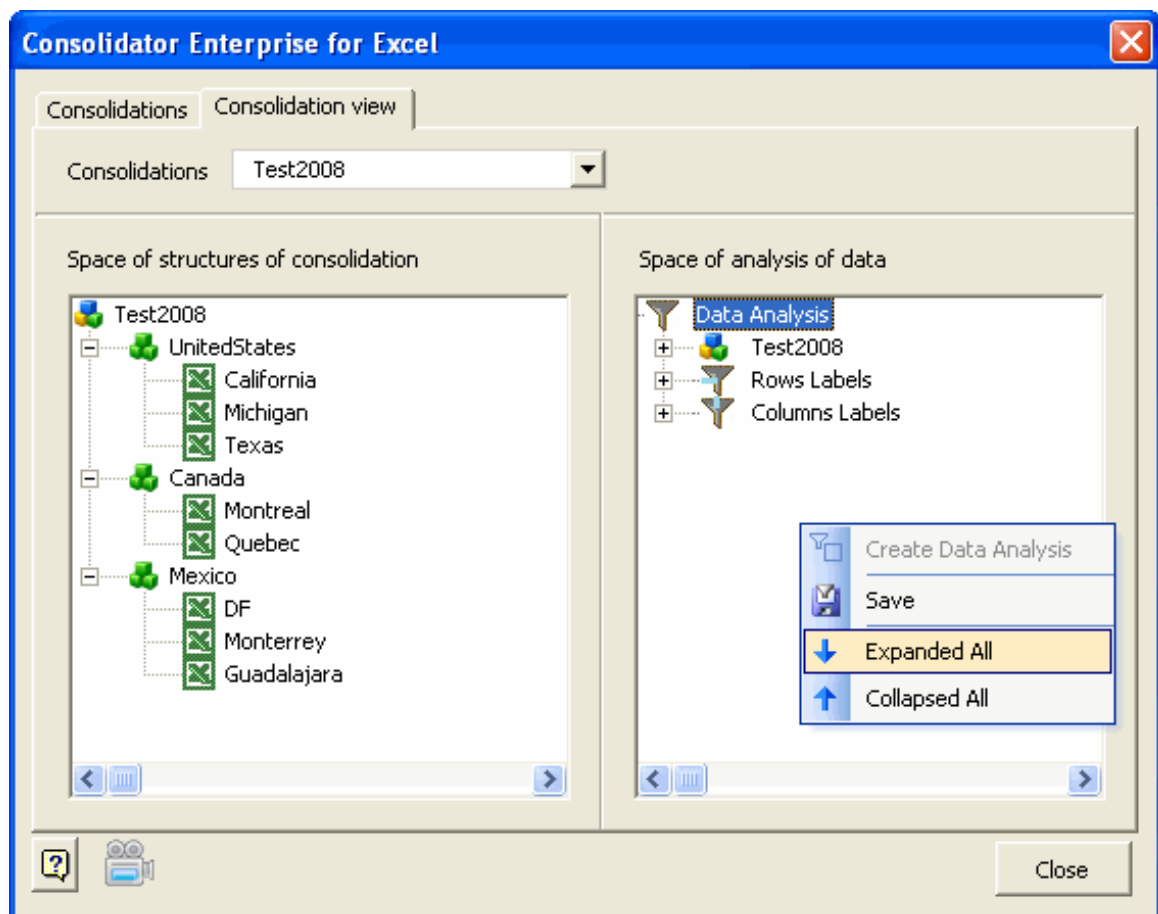 Consolidator Enterprise for Excel
Consolidations
Consolidation view
Consolidations
Test2008
Space of structures of consolidation
Test2008
UnitedStates
California
Michigan
Texas
Canada
Montreal
Quebec
Mexico
DF
Monterrey
Guadalajara
Space of analysis of data
Data Analysis
Test2008
Rows Labels
Columns Labels
Create Data Analysis
Save
Expanded All
Collapsed All
Close